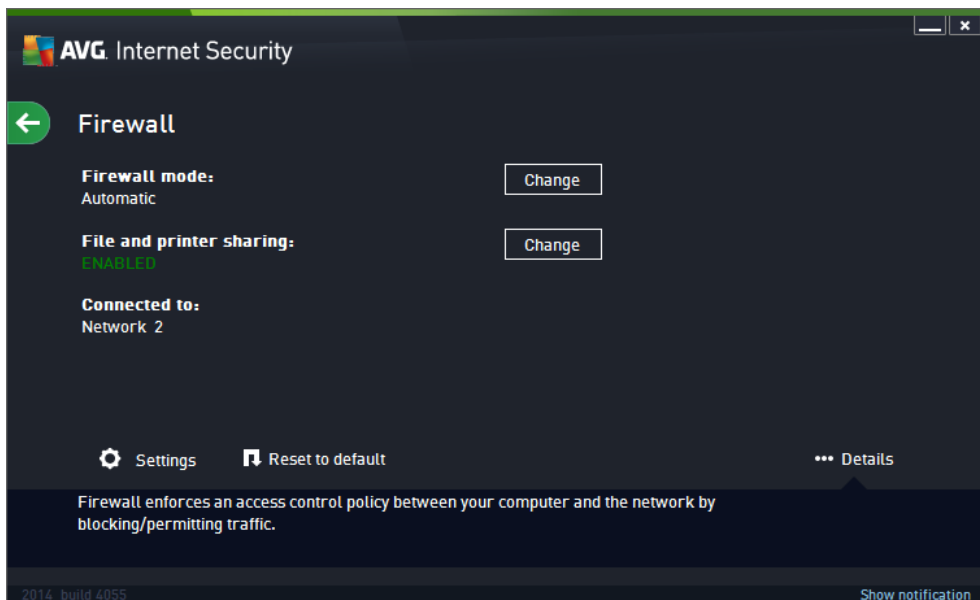 AVG. Internet Security
Firewall
Firewall mode:
Automatic
Change
File and printer sharing:
ENABLED
Change
Connected to:
Network 2
Settings
Reset to default
••• Details
Firewall enforces an access control policy between your computer and the network by
blocking/permitting traffic.
2014 build 4055
Show notification